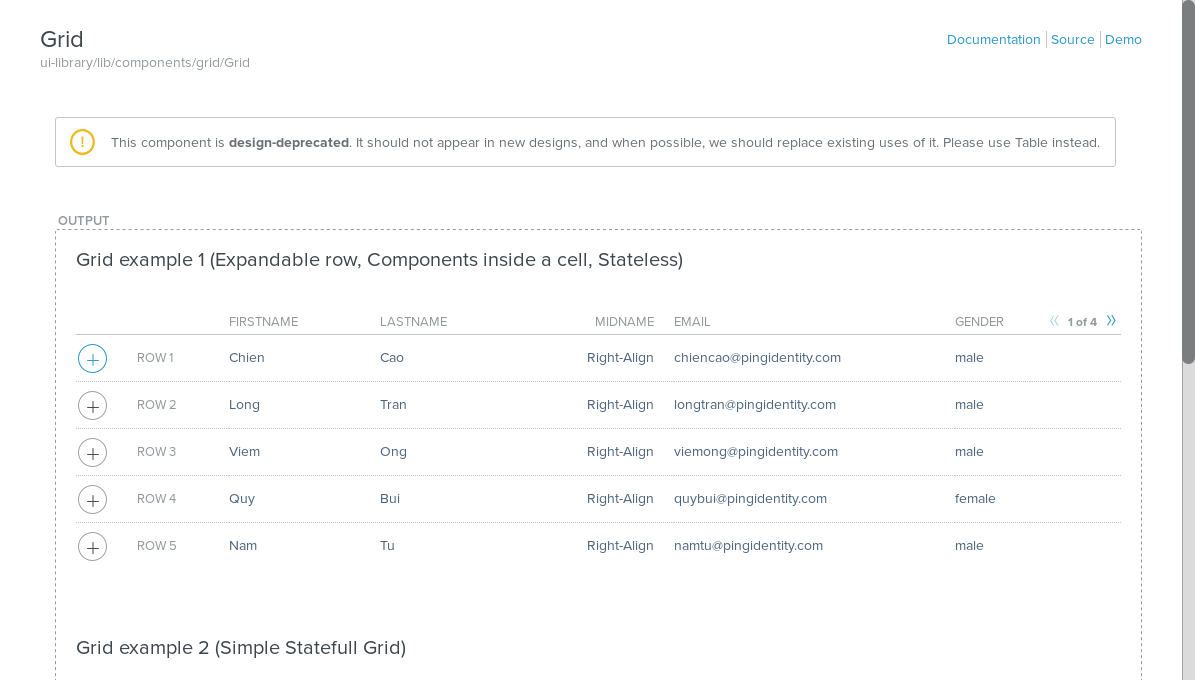 Grid
Documentation Source Demo
ui-library/lib/components/grid/Grid
This component is design-deprecated. It should not appear in new designs, and when possible, we should replace existing uses of it. Please use Table instead.
OUTPUT
Grid example 1 (Expandable row, Components inside a cell, Stateless)
FIRSTNAME LASTNAME MIDNAME EMAIL GENDER 1 of 4
ROW 1 Chien Cao Right-Align chiencao@pingidentity.com male
ROW 2 Long Tran Right-Align longtran@pingidentity.com male
ROW 3 Viem Ong Right-Align viemong@pingidentity.com male
ROW 4 Quy Bui Right-Align quybui@pingidentity.com female
ROW 5 Nam Tu Right-Align namtu@pingidentity.com male
Grid example 2 (Simple Statefull Grid)